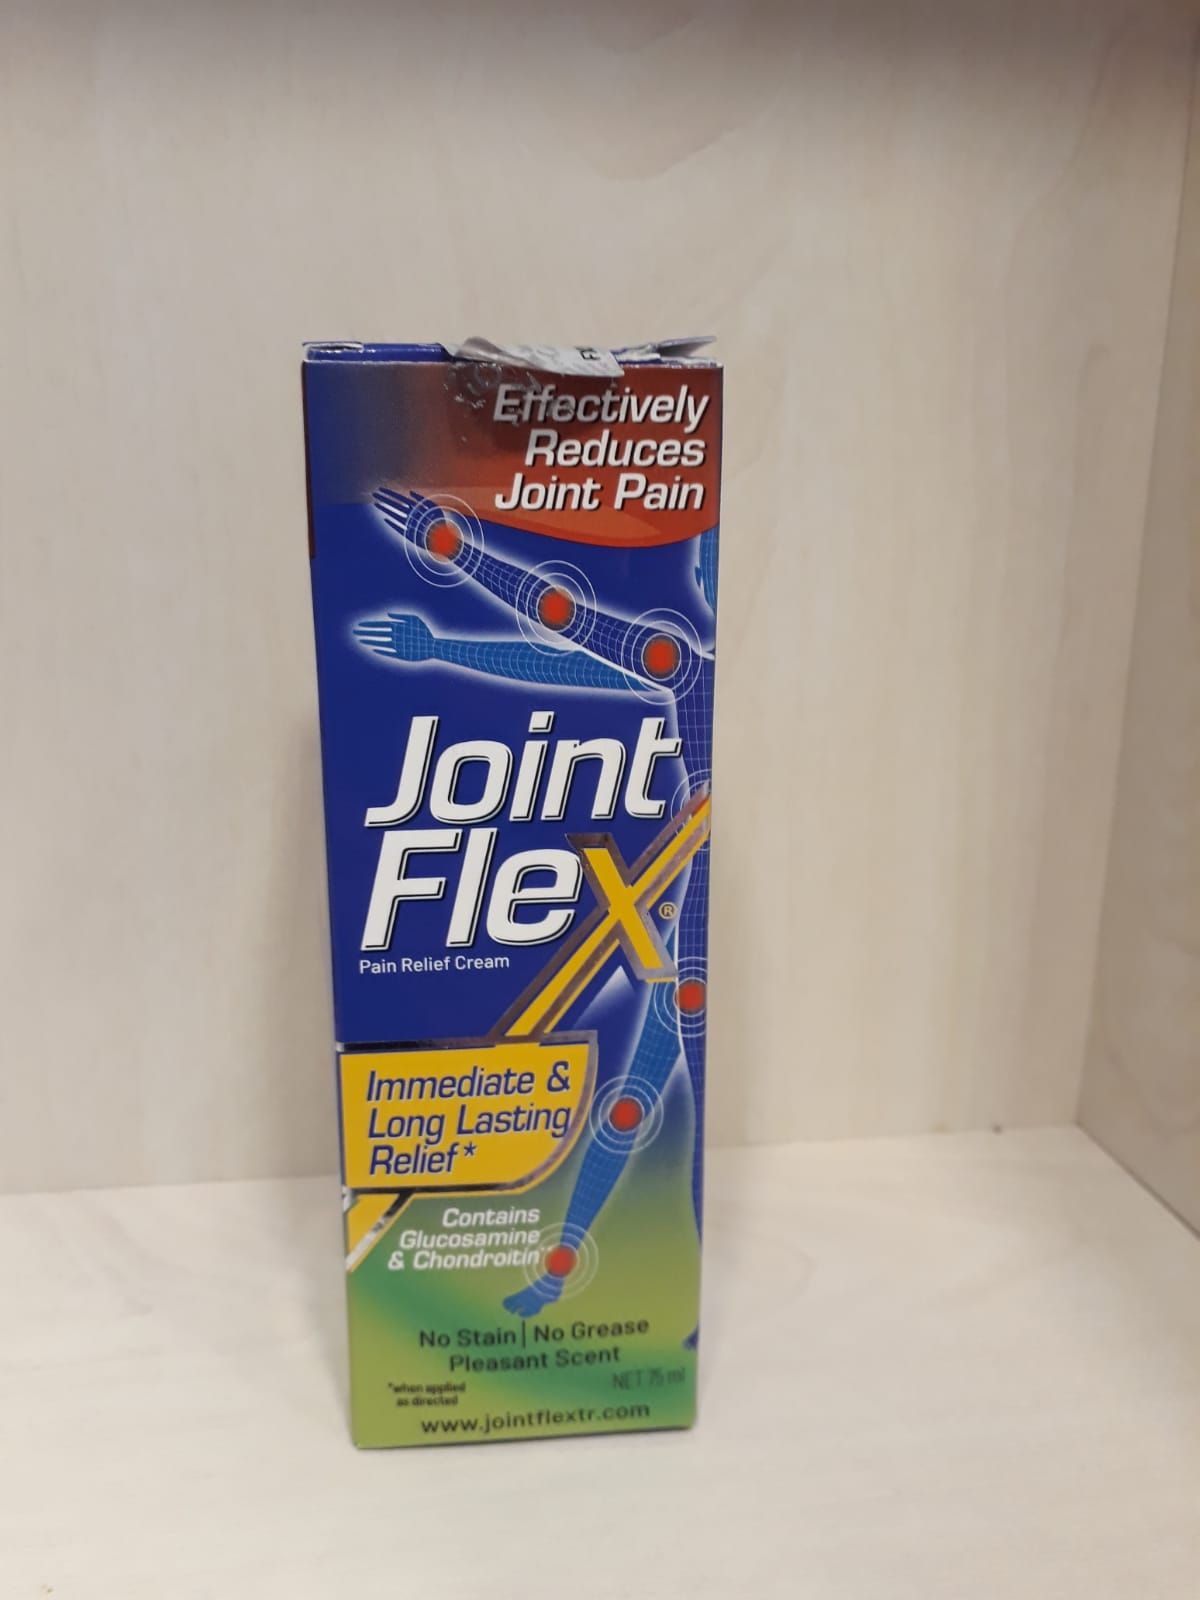 Effectively
Reduces
Joint Pain
Joint
Flex®
Pain Relief Cream
Immediate &
Long Lasting
Relief*
Contains
Glucosamine
& Chondroitin
No Stain | No Grease
Pleasant Scent
NET 75 ml
*when applied
as directed
www.jointflextr.com